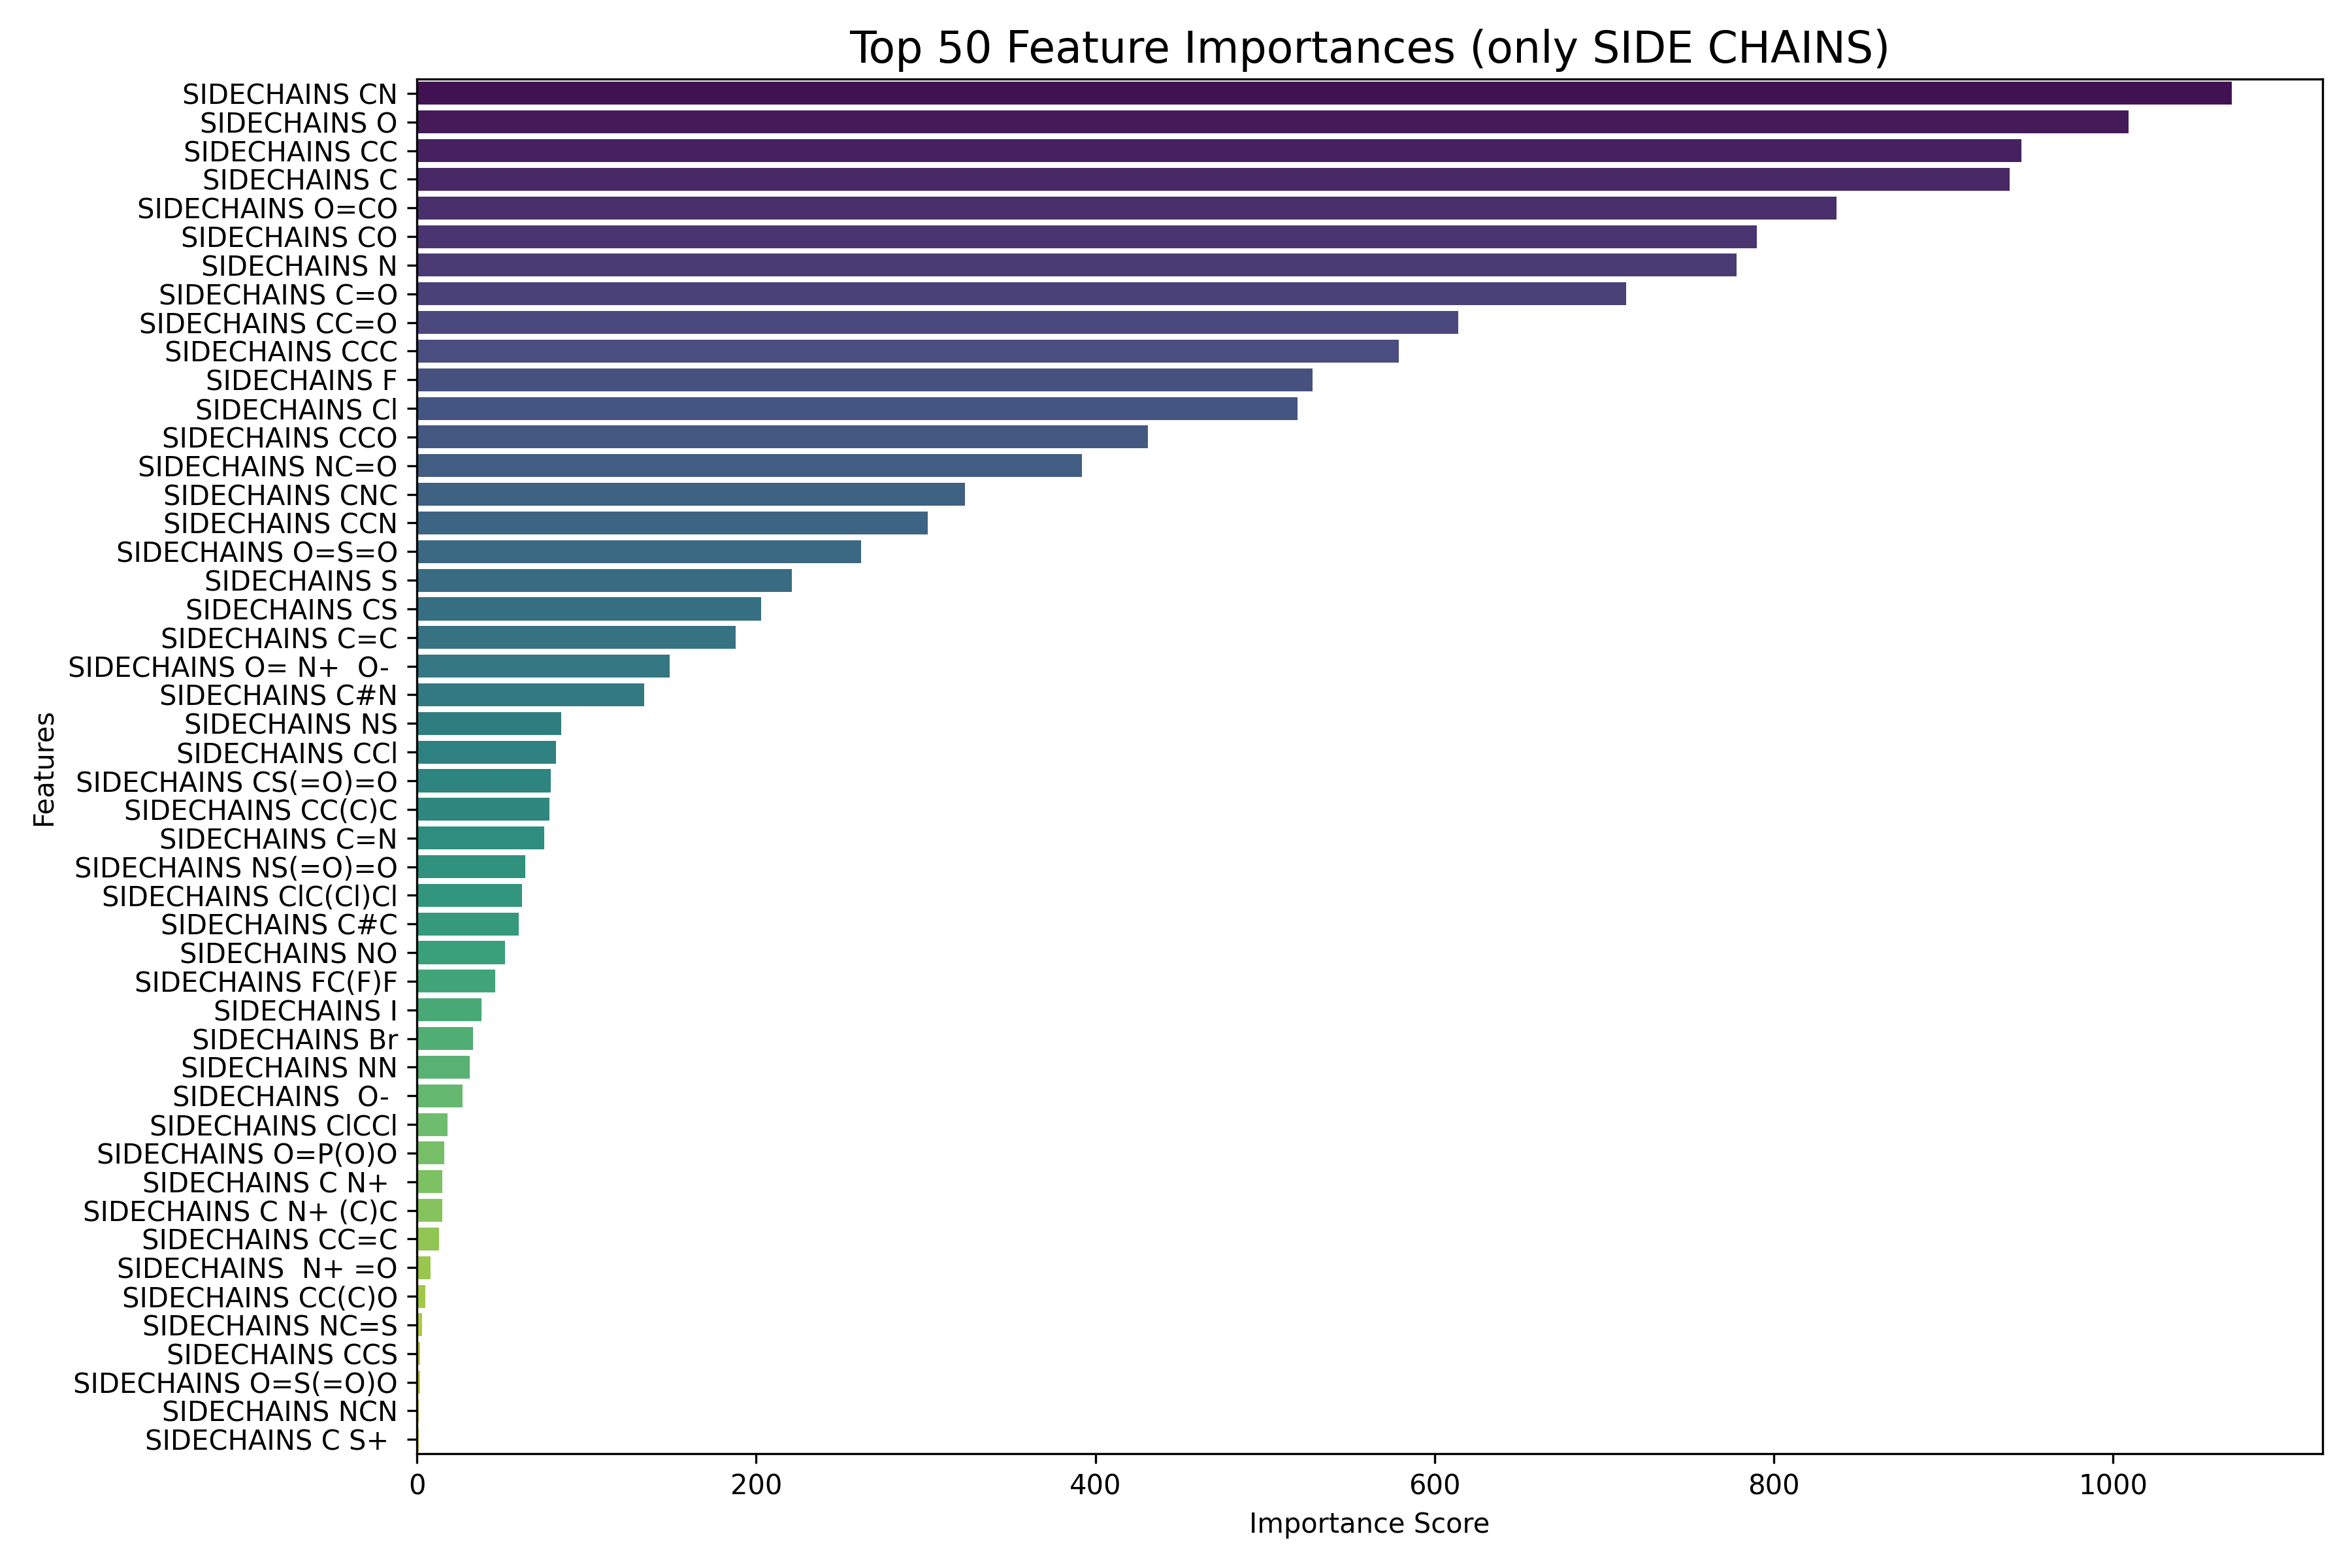 Top 50 Feature Importances (only SIDE CHAINS)
SIDECHAINS CN
SIDECHAINS O
SIDECHAINS CC
SIDECHAINS C
SIDECHAINS O=CO
SIDECHAINS CO
SIDECHAINS N
SIDECHAINS C=O
SIDECHAINS CC=O
SIDECHAINS CCC
SIDECHAINS F
SIDECHAINS Cl
SIDECHAINS CCO
SIDECHAINS NC=O
SIDECHAINS CNC
SIDECHAINS CCN
SIDECHAINS O=S=O
SIDECHAINS S
SIDECHAINS CS
SIDECHAINS C=C
SIDECHAINS O= N+  O-
SIDECHAINS C#N
SIDECHAINS NS
SIDECHAINS CCl
SIDECHAINS CS(=O)=O
SIDECHAINS CC(C)C
SIDECHAINS C=N
SIDECHAINS NS(=O)=O
SIDECHAINS ClC(Cl)Cl
SIDECHAINS C#C
SIDECHAINS NO
SIDECHAINS FC(F)F
SIDECHAINS I
SIDECHAINS Br
SIDECHAINS NN
SIDECHAINS  O-
SIDECHAINS ClCCl
SIDECHAINS O=P(O)O
SIDECHAINS C N+
SIDECHAINS C N+ (C)C
SIDECHAINS CC=C
SIDECHAINS  N+ =O
SIDECHAINS CC(C)O
SIDECHAINS NC=S
SIDECHAINS CCS
SIDECHAINS O=S(=O)O
SIDECHAINS NCN
SIDECHAINS C S+
Features
0 200 400 600 800 1000
Importance Score